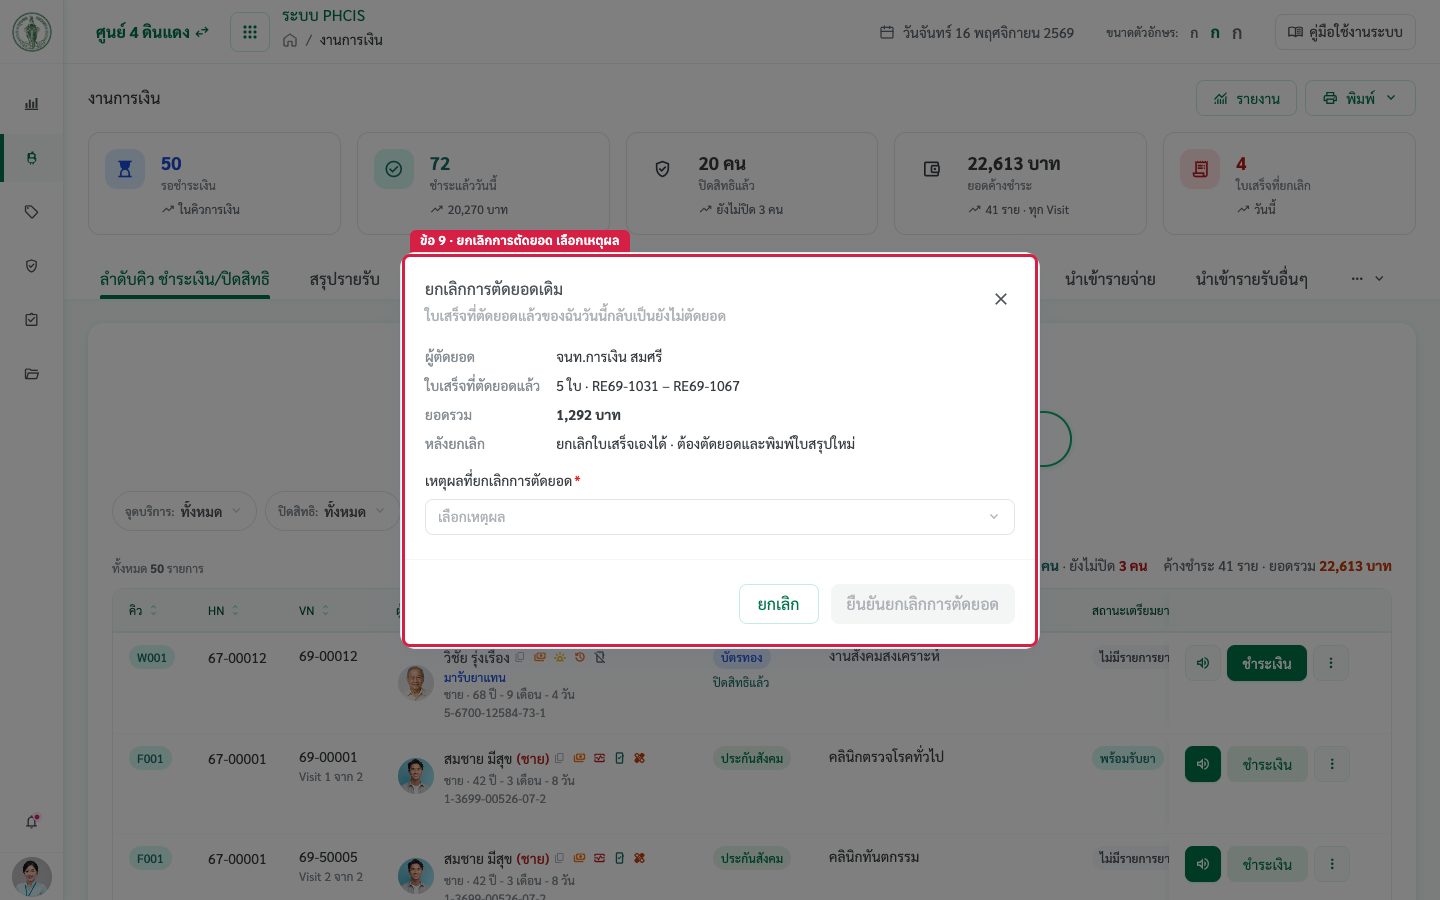 ศูนย์ 4 ดินแดง
ระบบ PHCIS
/ งานการเงิน
วันจันทร์ 16 พฤศจิกายน 2569
ขนาดตัวอักษร: ก ก ก
คู่มือใช้งานระบบ
งานการเงิน
รายงาน
พิมพ์
50
รอชำระเงิน
ในคิวการเงิน
72
ชำระแล้ววันนี้
20,270 บาท
20 คน
ปิดสิทธิแล้ว
ยังไม่ปิด 3 คน
22,613 บาท
ยอดค้างชำระ
41 ราย · ทุก Visit
4
ใบเสร็จที่ยกเลิก
วันนี้
ข้อ 9 · ยกเลิกการตัดยอด เลือกเหตุผล
ลำดับคิว ชำระเงิน/ปิดสิทธิ
สรุปรายรับ
นำเข้ารายจ่าย
นำเข้ารายรับอื่นๆ
ยกเลิกการตัดยอดเดิม
ใบเสร็จที่ตัดยอดแล้วของฉันวันนี้กลับเป็นยังไม่ตัดยอด
ผู้ตัดยอด จนท.การเงิน สมศรี
ใบเสร็จที่ตัดยอดแล้ว 5 ใบ · RE69-1031 – RE69-1067
ยอดรวม 1,292 บาท
หลังยกเลิก ยกเลิกใบเสร็จเองได้ · ต้องตัดยอดและพิมพ์ใบสรุปใหม่
เหตุผลที่ยกเลิกการตัดยอด *
เลือกเหตุผล
ยกเลิก
ยืนยันยกเลิกการตัดยอด
จุดบริการ: ทั้งหมด
ปิดสิทธิ: ทั้งหมด
ทั้งหมด 50 รายการ
คน · ยังไม่ปิด 3 คน
ค้างชำระ 41 ราย · ยอดรวม 22,613 บาท
คิว HN VN สถานะเตรียมยา
W001 67-00012 69-00012
วิชัย รุ่งเรือง
มารับยาแทน
ชาย · 68 ปี - 9 เดือน - 4 วัน
5-6700-12584-73-1
บัตรทอง
ปิดสิทธิแล้ว
งานสังคมสงเคราะห์
ไม่มีรายการยา
ชำระเงิน
F001 67-00001 69-00001
Visit 1 จาก 2
สมชาย มีสุข (ชาย)
ชาย · 42 ปี - 3 เดือน - 8 วัน
1-3699-00526-07-2
ประกันสังคม
คลินิกตรวจโรคทั่วไป
พร้อมรับยา
ชำระเงิน
F001 67-00001 69-50005
Visit 2 จาก 2
สมชาย มีสุข (ชาย)
ชาย · 42 ปี - 3 เดือน - 8 วัน
1-3699-00526-07-2
ประกันสังคม
คลินิกทันตกรรม
ไม่มีรายการยา
ชำระเงิน